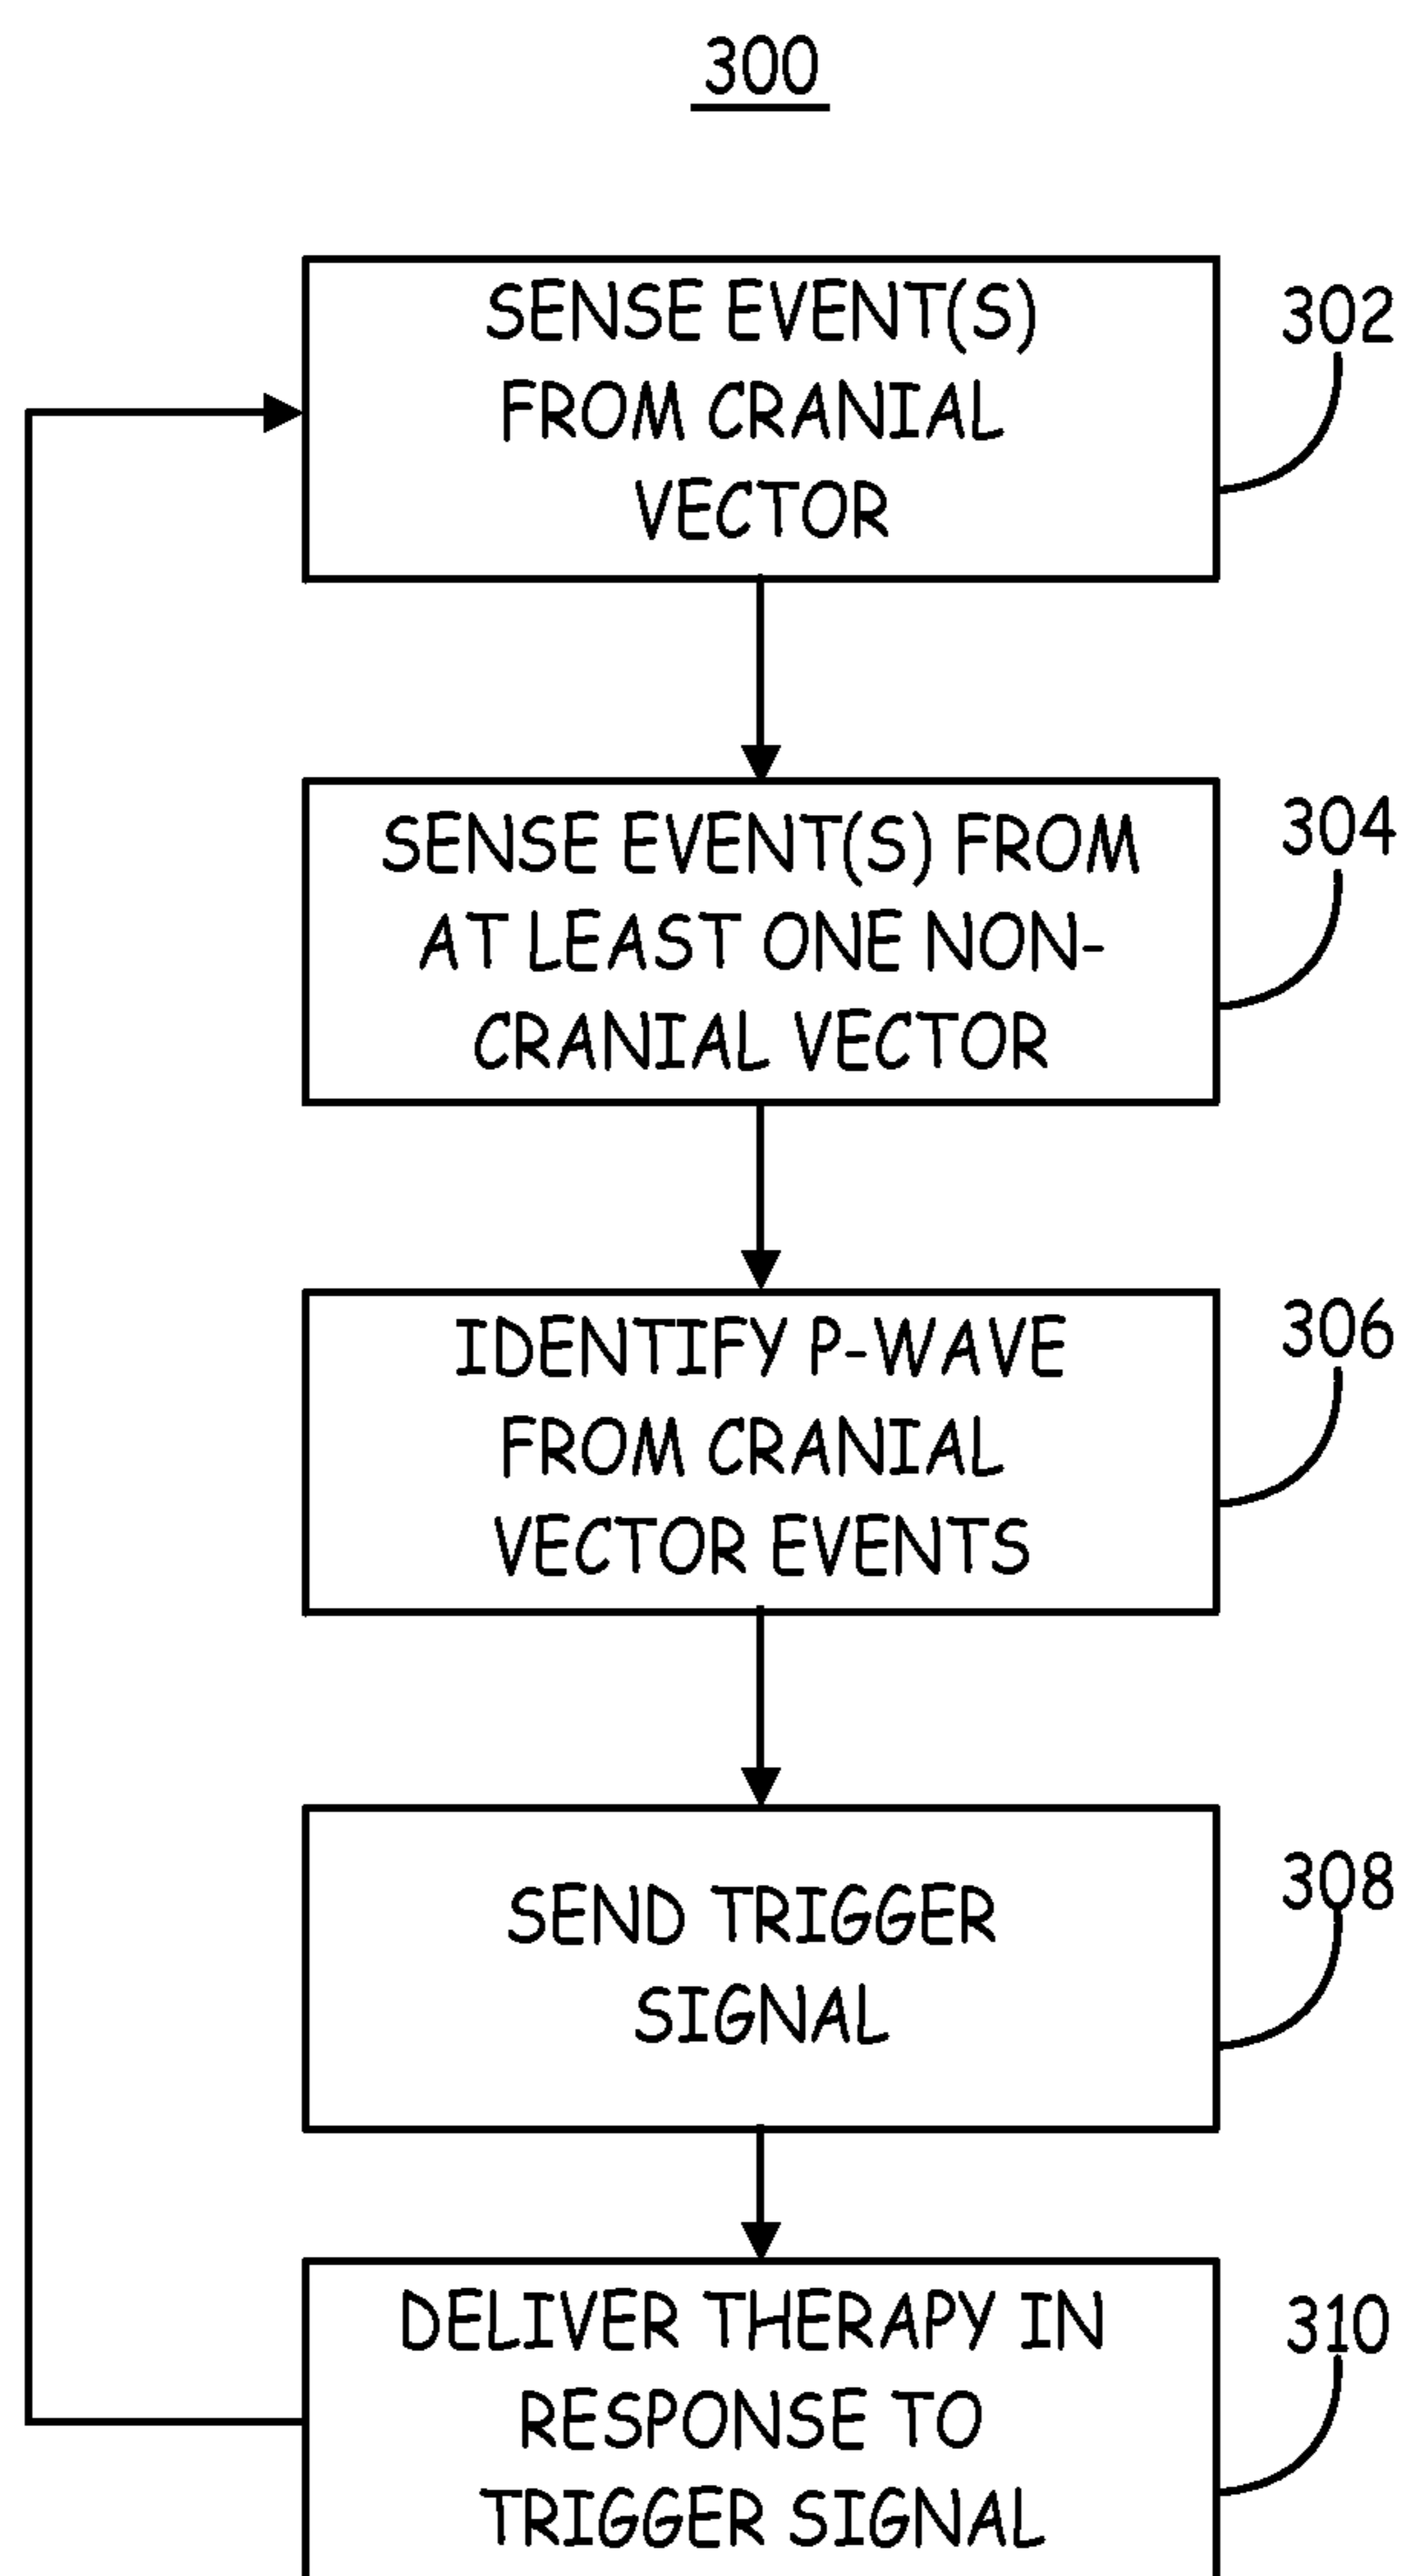 300
SENSE EVENT(S)
FROM CRANIAL
VECTOR
302
SENSE EVENT(S) FROM
AT LEAST ONE NON-
CRANIAL VECTOR
304
IDENTIFY P-WAVE
FROM CRANIAL
VECTOR EVENTS
306
SEND TRIGGER
SIGNAL
308
DELIVER THERAPY IN
RESPONSE TO
TRIGGER SIGNAL
310